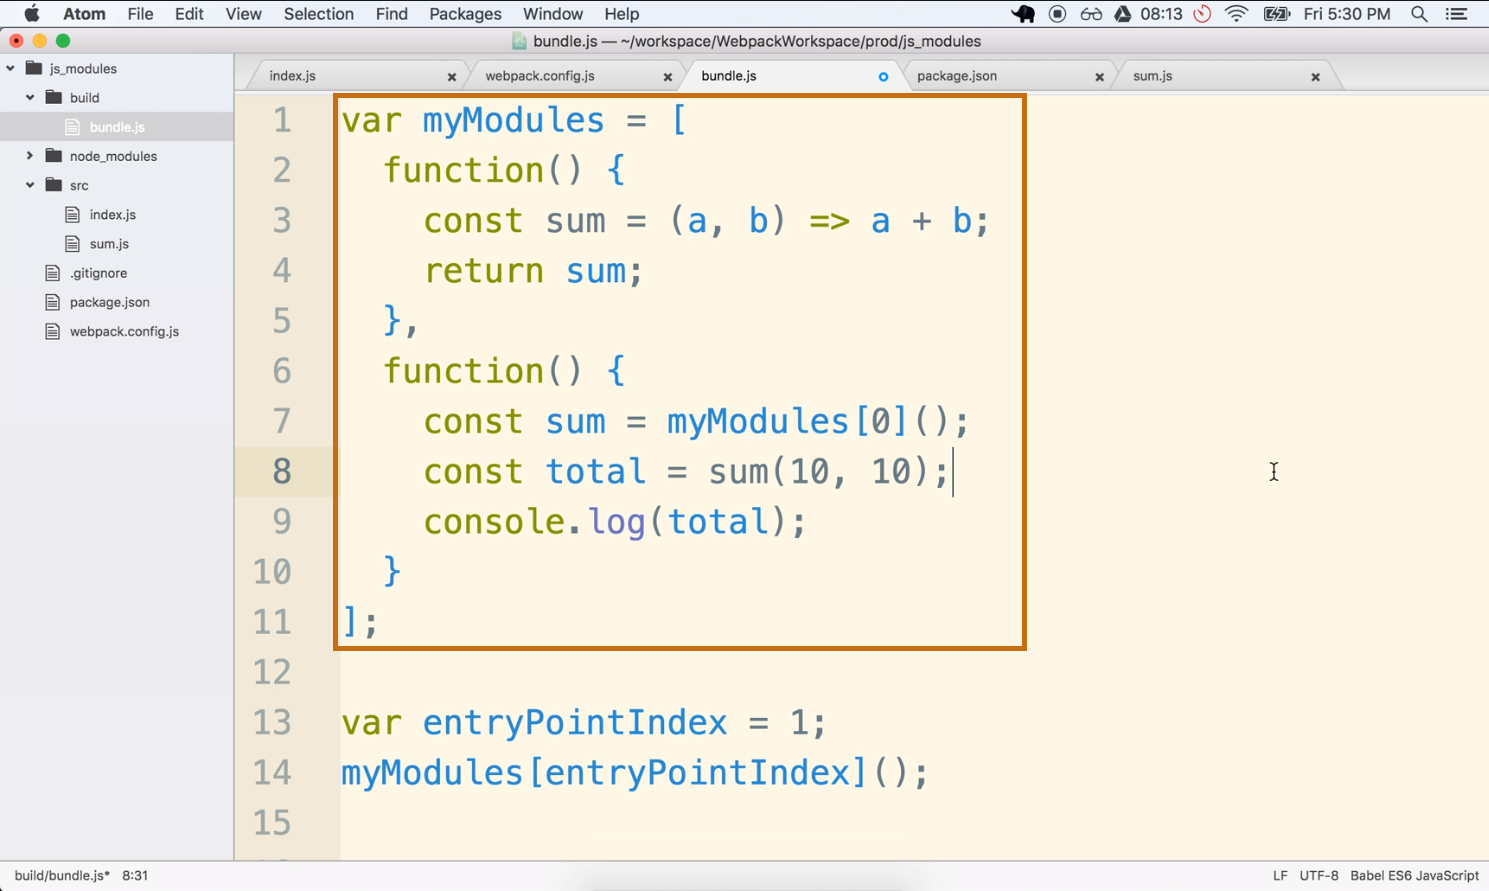 Atom File Edit View Selection Find Packages Window Help 08:13 Fri 5:30 PM
bundle.js — ~/workspace/WebpackWorkspace/prod/js_modules
js_modules
build
bundle.js
node_modules
src
index.js
sum.js
.gitignore
package.json
webpack.config.js
index.js webpack.config.js bundle.js package.json sum.js
1 var myModules = [
2 function() {
3 const sum = (a, b) => a + b;
4 return sum;
5 },
6 function() {
7 const sum = myModules[0]();
8 const total = sum(10, 10);
9 console.log(total);
10 }
11 ];
12
13 var entryPointIndex = 1;
14 myModules[entryPointIndex]();
15
build/bundle.js* 8:31 LF UTF-8 Babel ES6 JavaScript